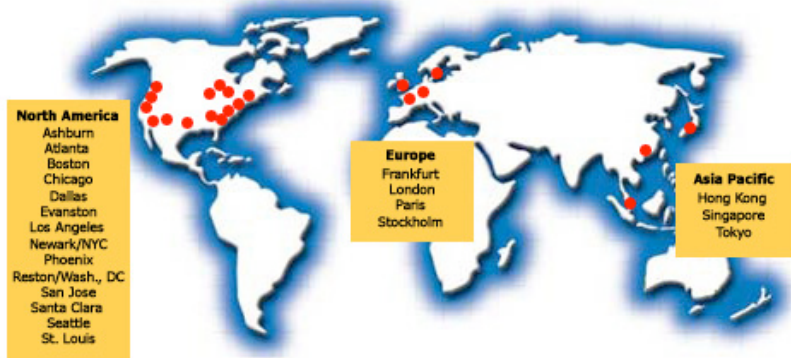 North America
Ashburn
Atlanta
Boston
Chicago
Dallas
Evanston
Los Angeles
Newark/NYC
Phoenix
Reston/Wash., DC
San Jose
Santa Clara
Seattle
St. Louis
Europe
Frankfurt
London
Paris
Stockholm
Asia Pacific
Hong Kong
Singapore
Tokyo